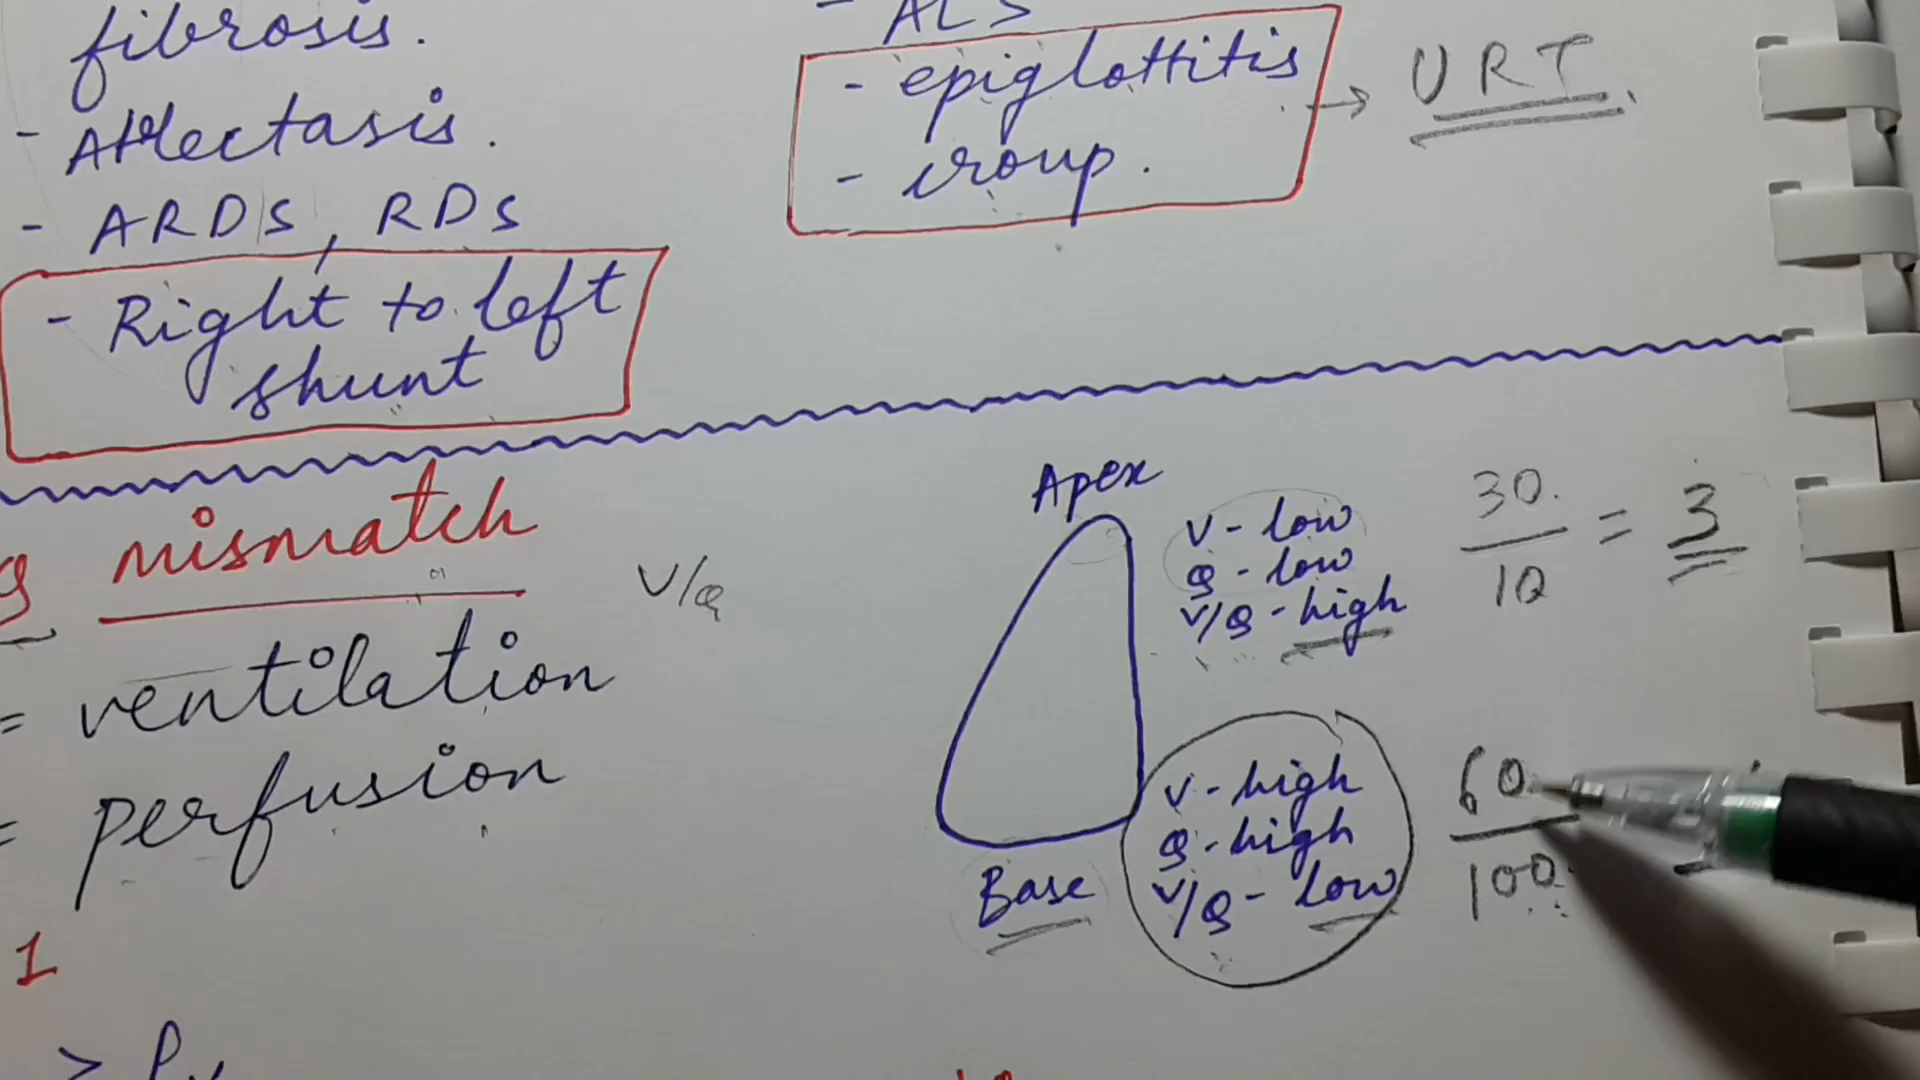 fibrosis.
- Atelectasis.
- ARDS, RDS
- Right to left
shunt
- ALS
- epiglottitis
- croup.
→ URT
mismatch
V/Q
= ventilation
= perfusion
1
> Pv
Apex
V - low
Q - low
V/Q - high
30
10
= 3
Base
V - high
Q - high
V/Q - low
60
100